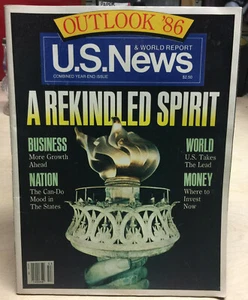 OUTLOOK '86
U.S. News
& WORLD REPORT
COMBINED YEAR-END ISSUE
$2.50
A REKINDLED SPIRIT
BUSINESS
More Growth
Ahead
NATION
The Can-Do
Mood in
The States
WORLD
U.S. Takes
The Lead
MONEY
Where to
Invest
Now